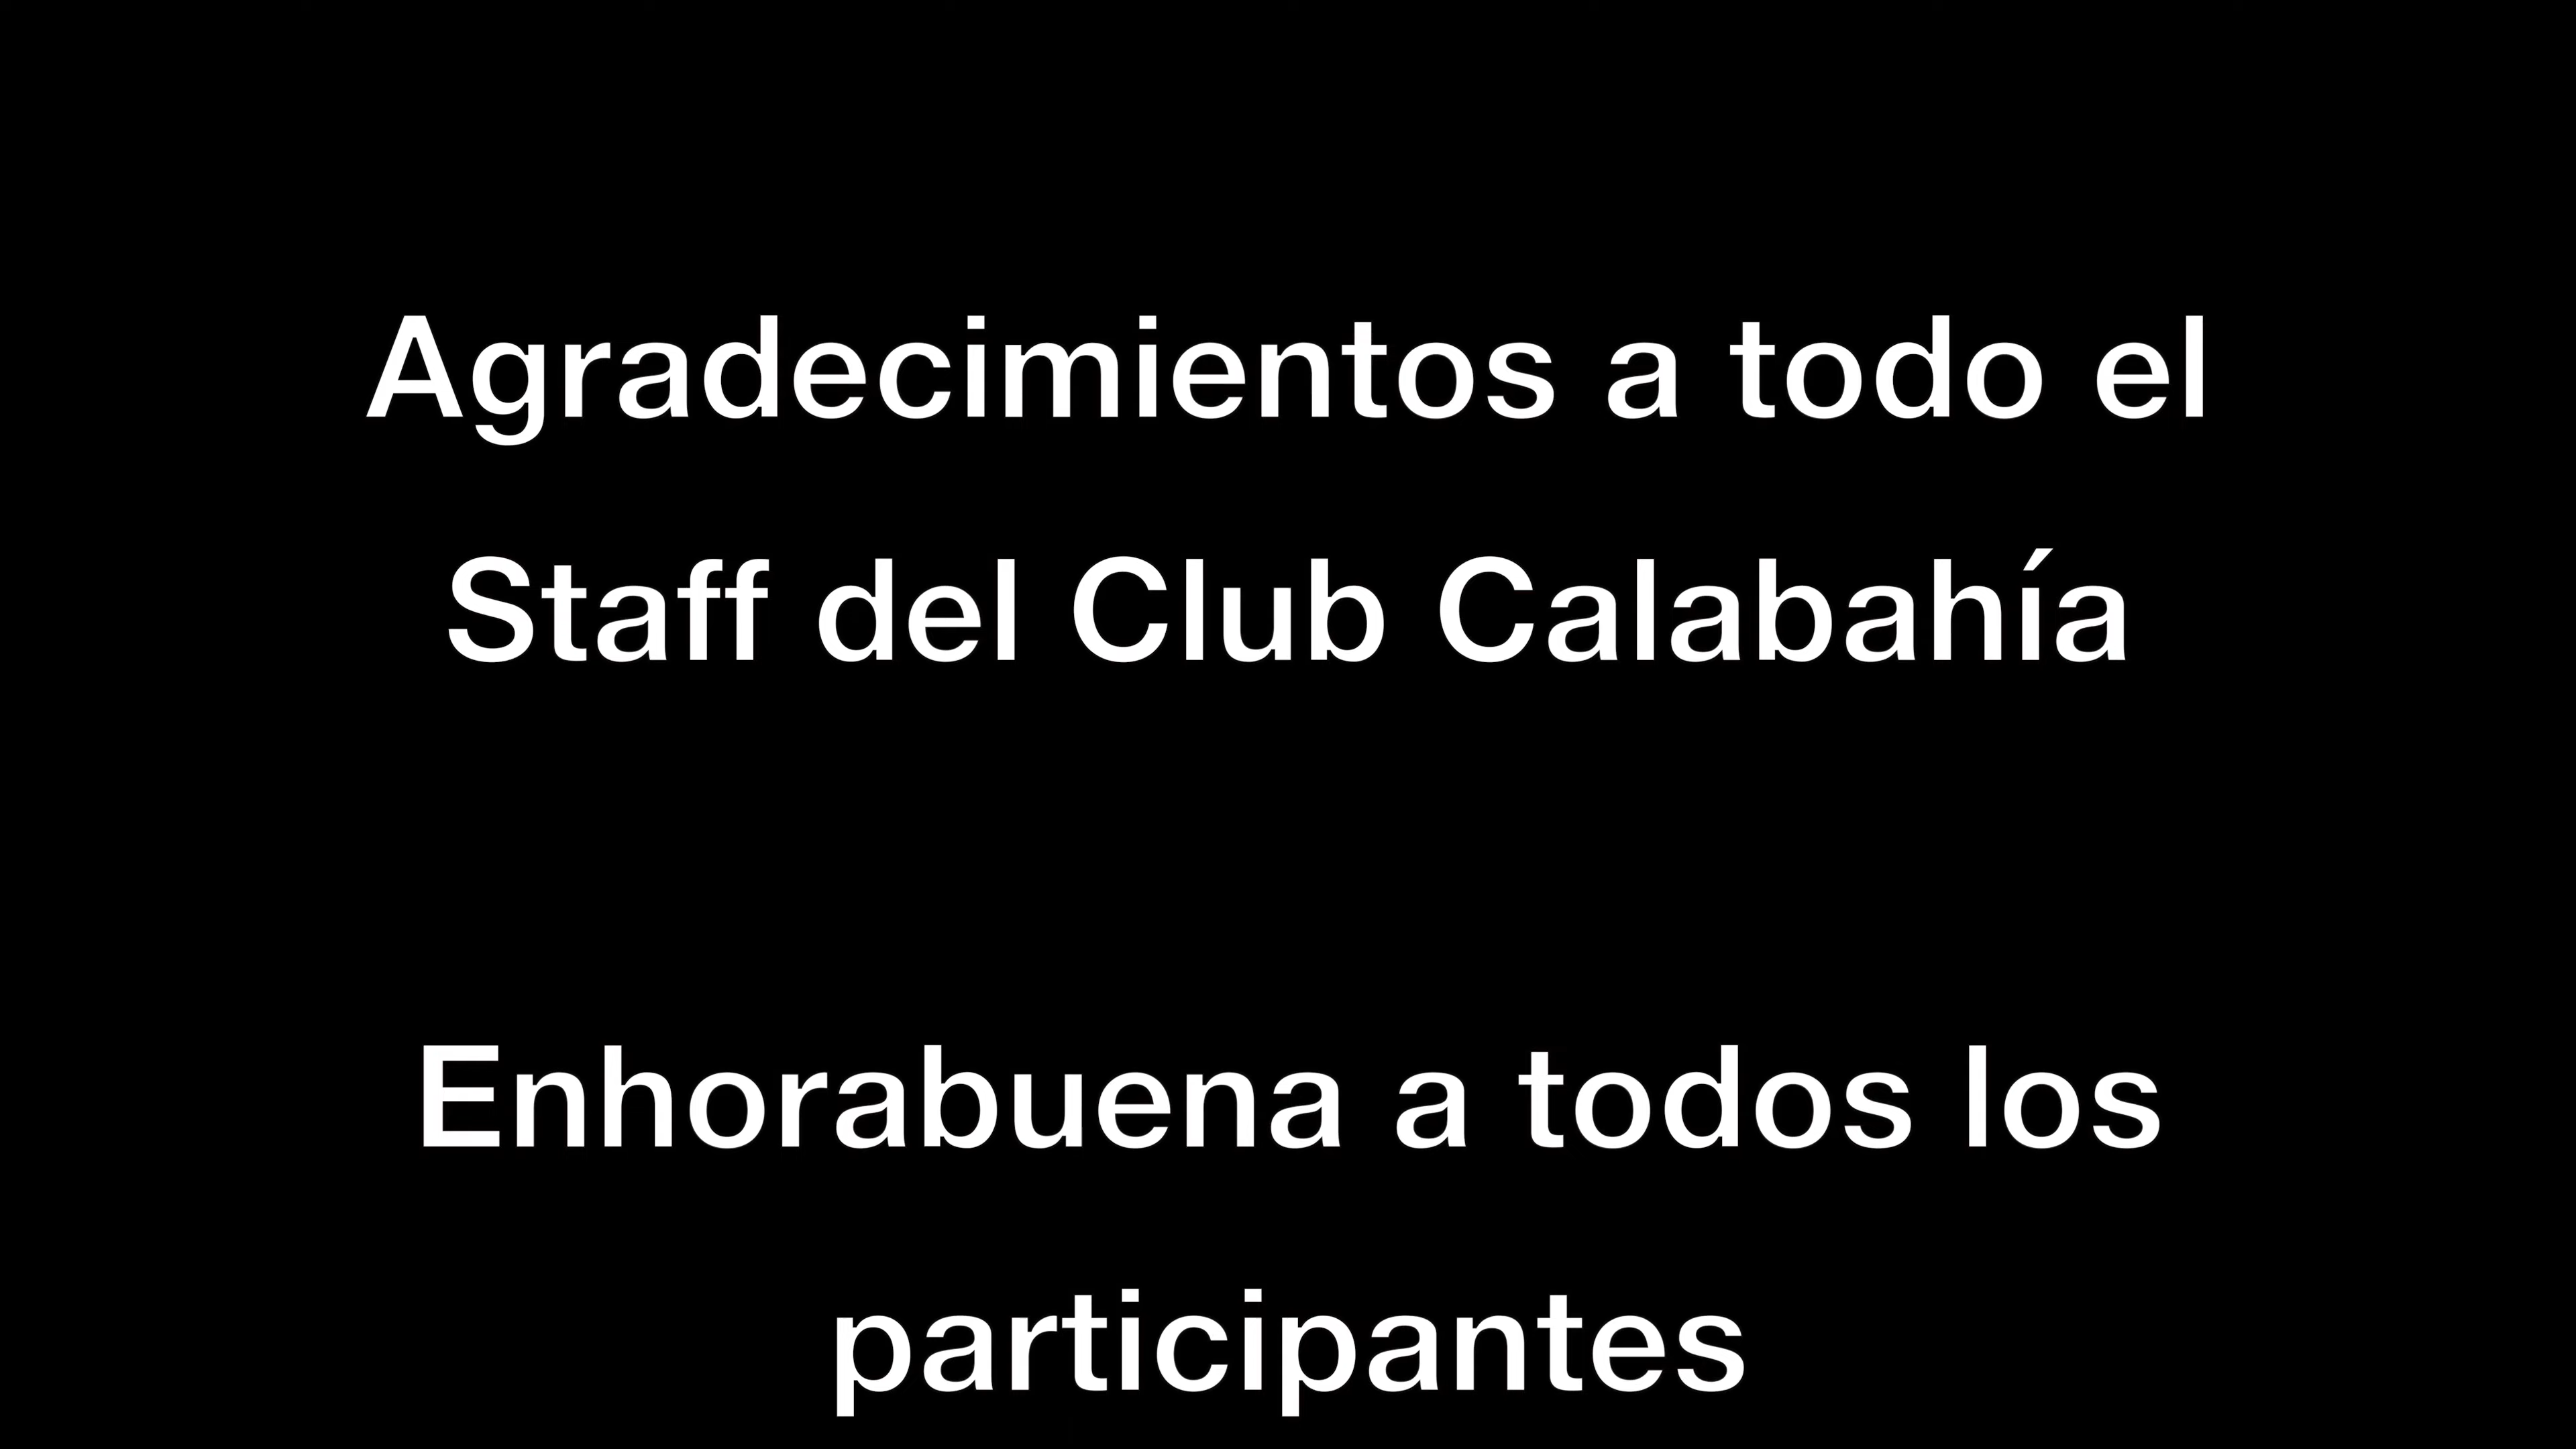 Agradecimientos a todo el
Staff del Club Calabahía
Enhorabuena a todos los
participantes